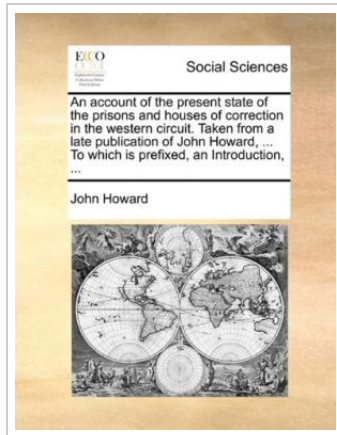 ECCO
Social Sciences
An account of the present state of
the prisons and houses of correction
in the western circuit. Taken from a
late publication of John Howard, ...
To which is prefixed, an Introduction,
...
John Howard